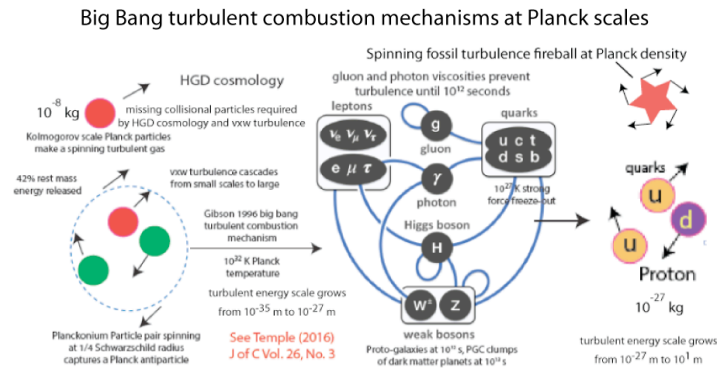 Big Bang turbulent combustion mechanisms at Planck scales
Spinning fossil turbulence fireball at Planck density
HGD cosmology
10⁻⁸ kg
missing collisional particles required
by HGD cosmology and vxw turbulence
Kolmogorov scale Planck particles
make a spinning turbulent gas
42% rest mass
energy released
vxw turbulence cascades
from small scales to large
Gibson 1996 big bang
turbulent combustion
mechanism
10³² K Planck
temperature
turbulent energy scale grows
from 10⁻³⁵ m to 10⁻²⁷ m
Planckonium Particle pair spinning
at 1/4 Schwarzschild radius
captures a Planck antiparticle
See Temple (2016)
J of C Vol. 26, No. 3
gluon and photon viscosities prevent
turbulence until 10¹² seconds
leptons
νe νμ ντ
e μ τ
g
gluon
γ
photon
quarks
u c t
d s b
10²⁷ K strong
force freeze-out
Higgs boson
H
W± Z
weak bosons
Proto-galaxies at s, PGC clumps
of dark matter planets at s
quarks
u
u
d
Proton
10⁻²⁷ kg
turbulent energy scale grows
from 10⁻²⁷ m to 10¹ m